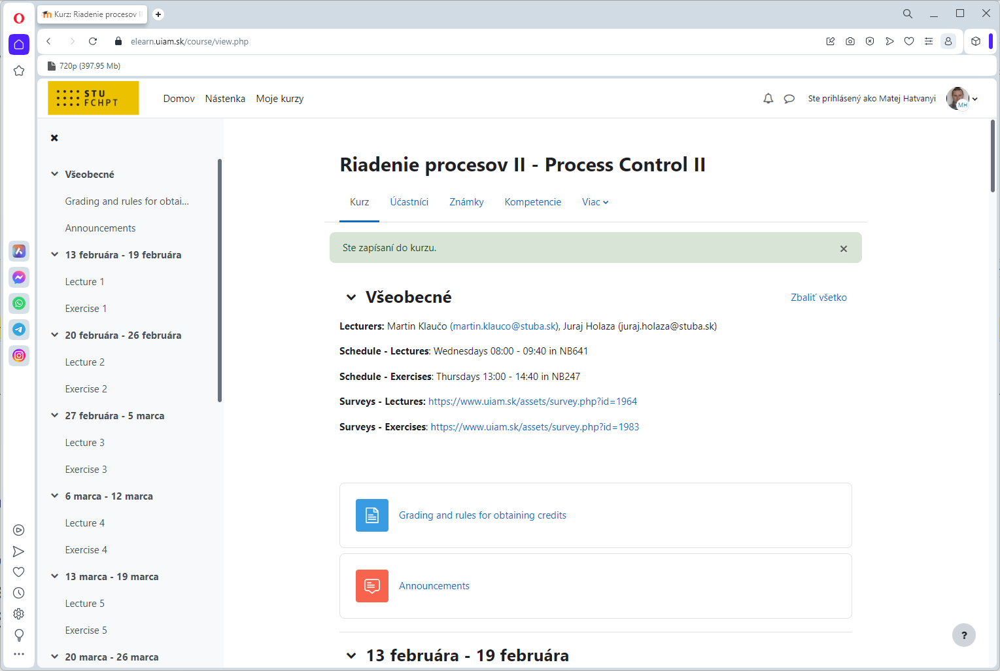 Kurz: Riadenie procesov II
elearn.uiam.sk/course/view.php
720p (397.95 Mb)
STU
FCHPT
Domov
Nástenka
Moje kurzy
Ste prihlásený ako Matej Hatvanyi
MH
Všeobecné
Grading and rules for obtai...
Announcements
13 februára - 19 februára
Lecture 1
Exercise 1
20 februára - 26 februára
Lecture 2
Exercise 2
27 februára - 5 marca
Lecture 3
Exercise 3
6 marca - 12 marca
Lecture 4
Exercise 4
13 marca - 19 marca
Lecture 5
Exercise 5
20 marca - 26 marca
Riadenie procesov II - Process Control II
Kurz
Účastníci
Známky
Kompetencie
Viac
Ste zapísaní do kurzu.
Všeobecné
Zbaliť všetko
Lecturers: Martin Klaučo (martin.klauco@stuba.sk), Juraj Holaza (juraj.holaza@stuba.sk)
Schedule - Lectures: Wednesdays 08:00 - 09:40 in NB641
Schedule - Exercises: Thursdays 13:00 - 14:40 in NB247
Surveys - Lectures: https://www.uiam.sk/assets/survey.php?id=1964
Surveys - Exercises: https://www.uiam.sk/assets/survey.php?id=1983
Grading and rules for obtaining credits
Announcements
13 februára - 19 februára
?